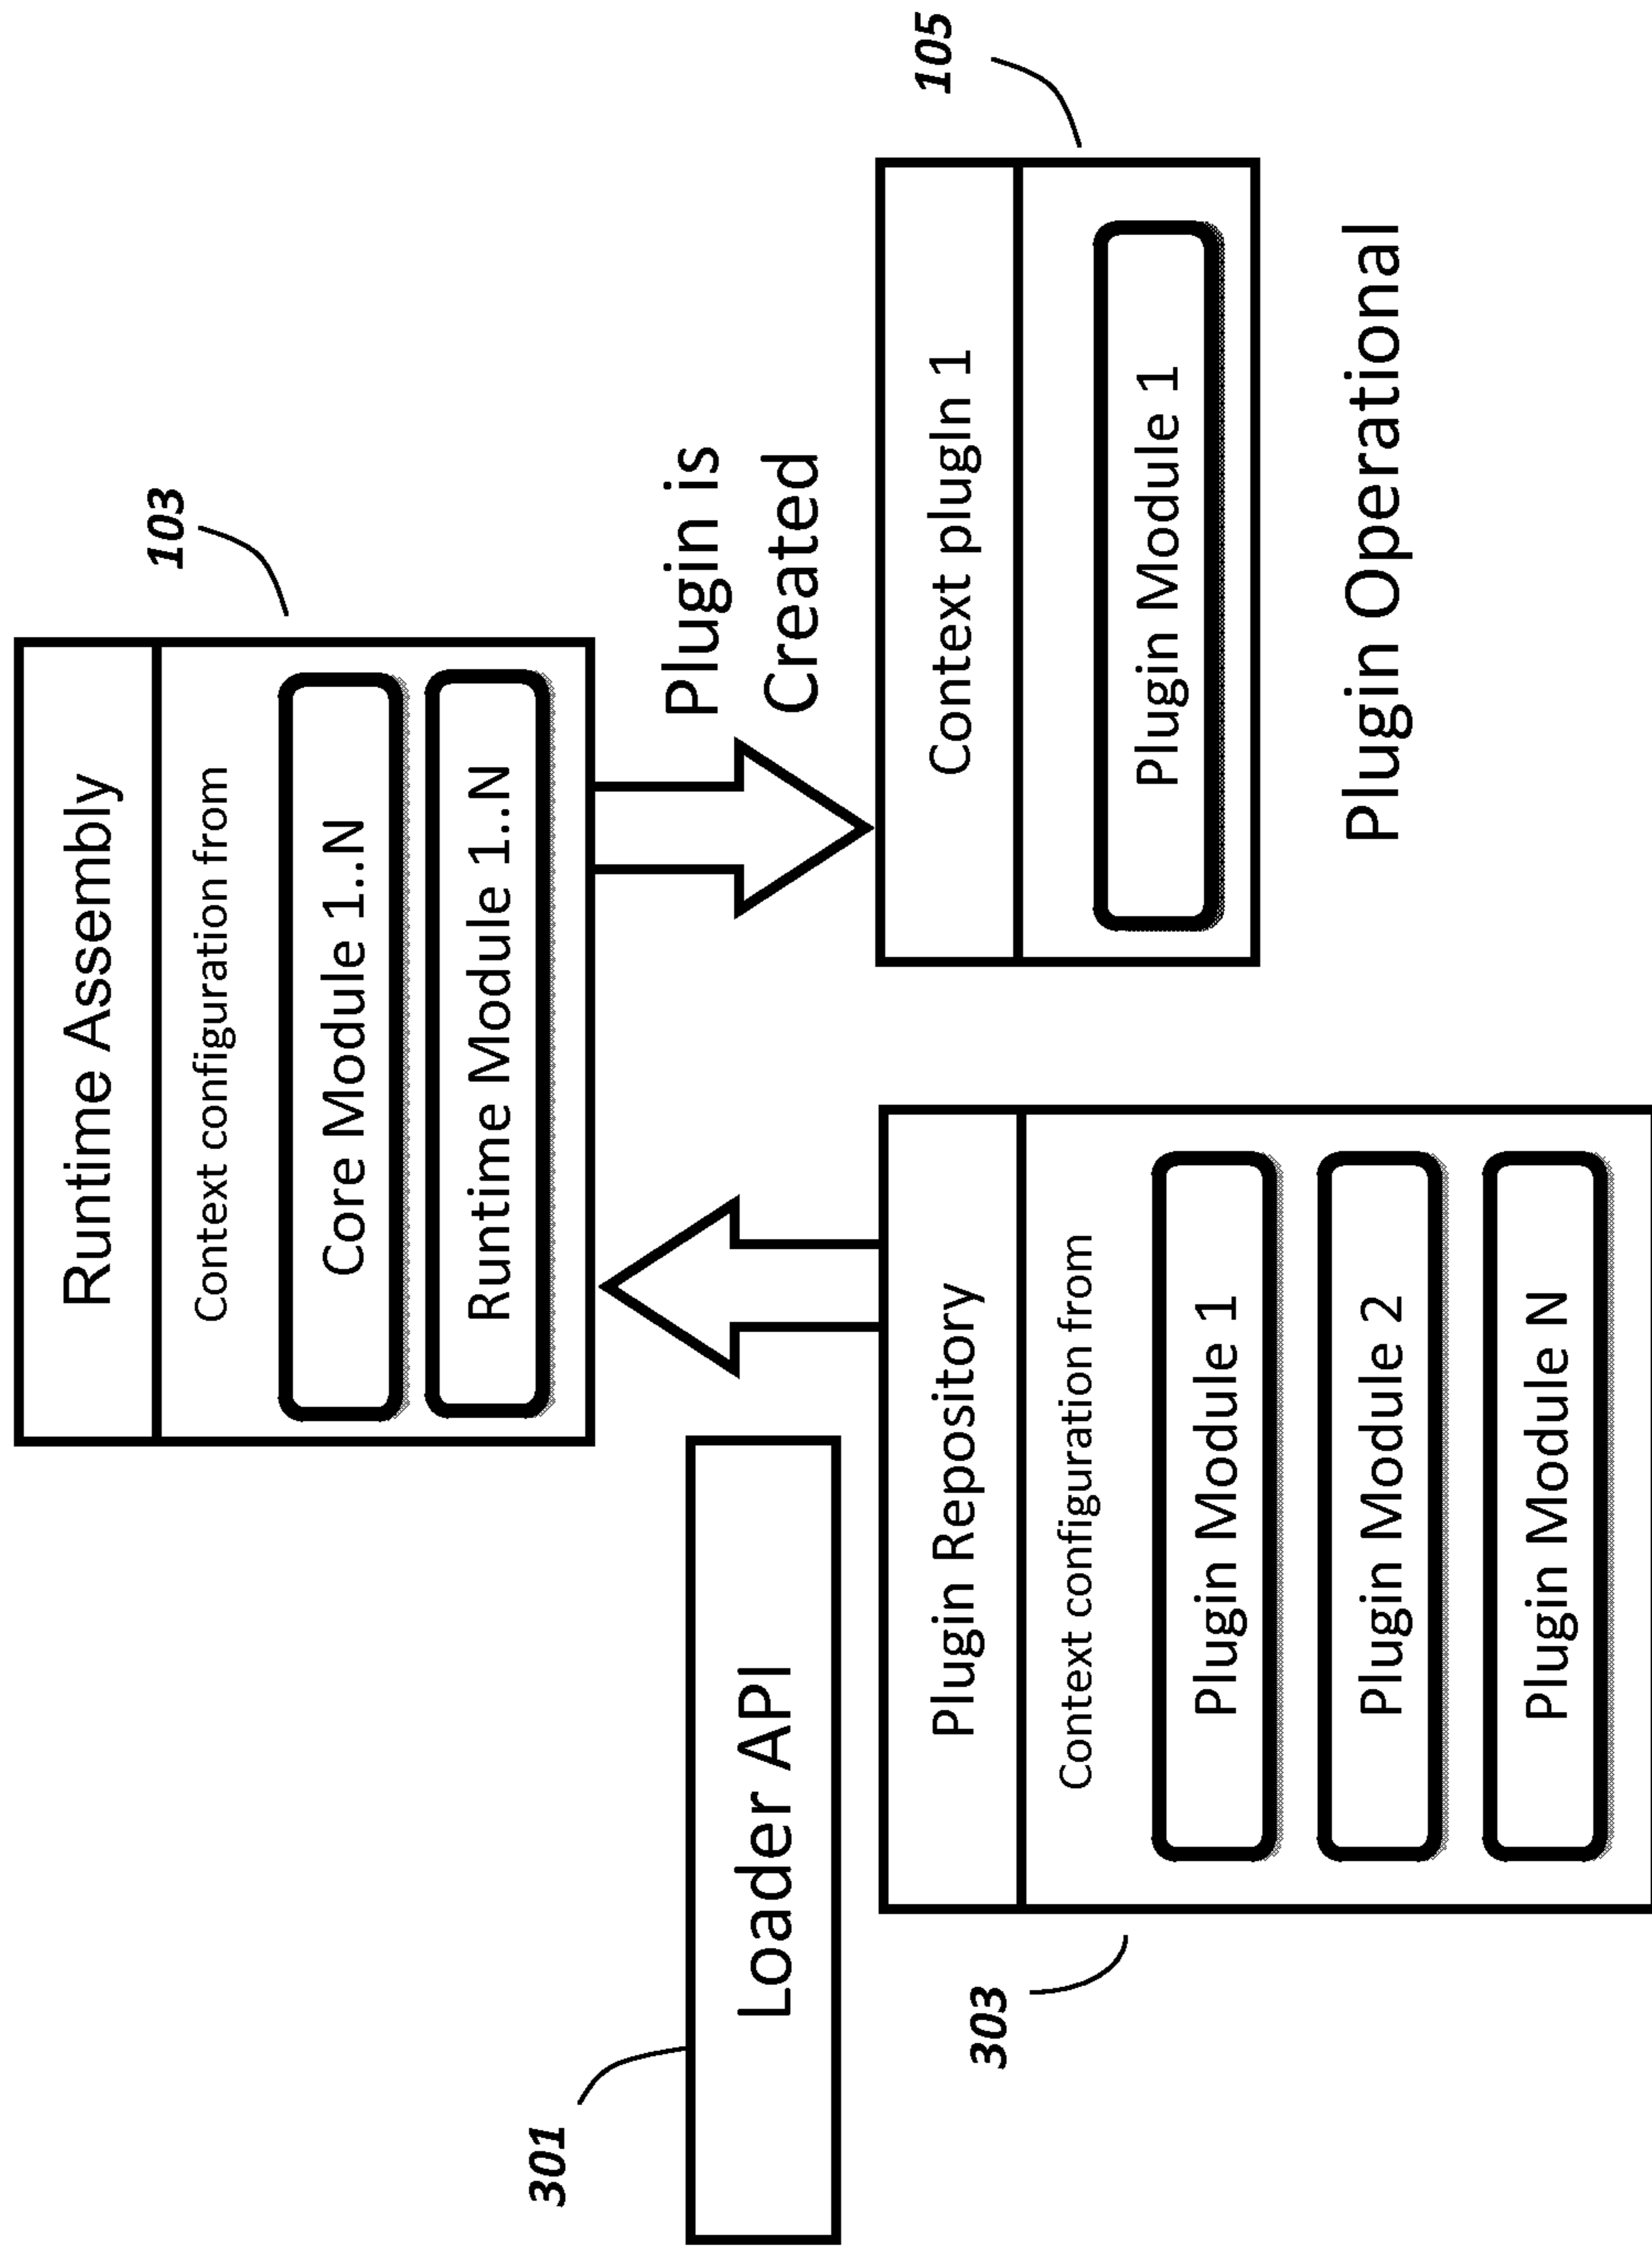 103
Runtime Assembly
Context configuration from
Core Module 1..N
Runtime Module 1..N
301
Loader API
Plugin is
Created
303
Plugin Repository
Context configuration from
Plugin Module 1
Plugin Module 2
Plugin Module N
105
Context plugIn 1
Plugin Module 1
Plugin Operational